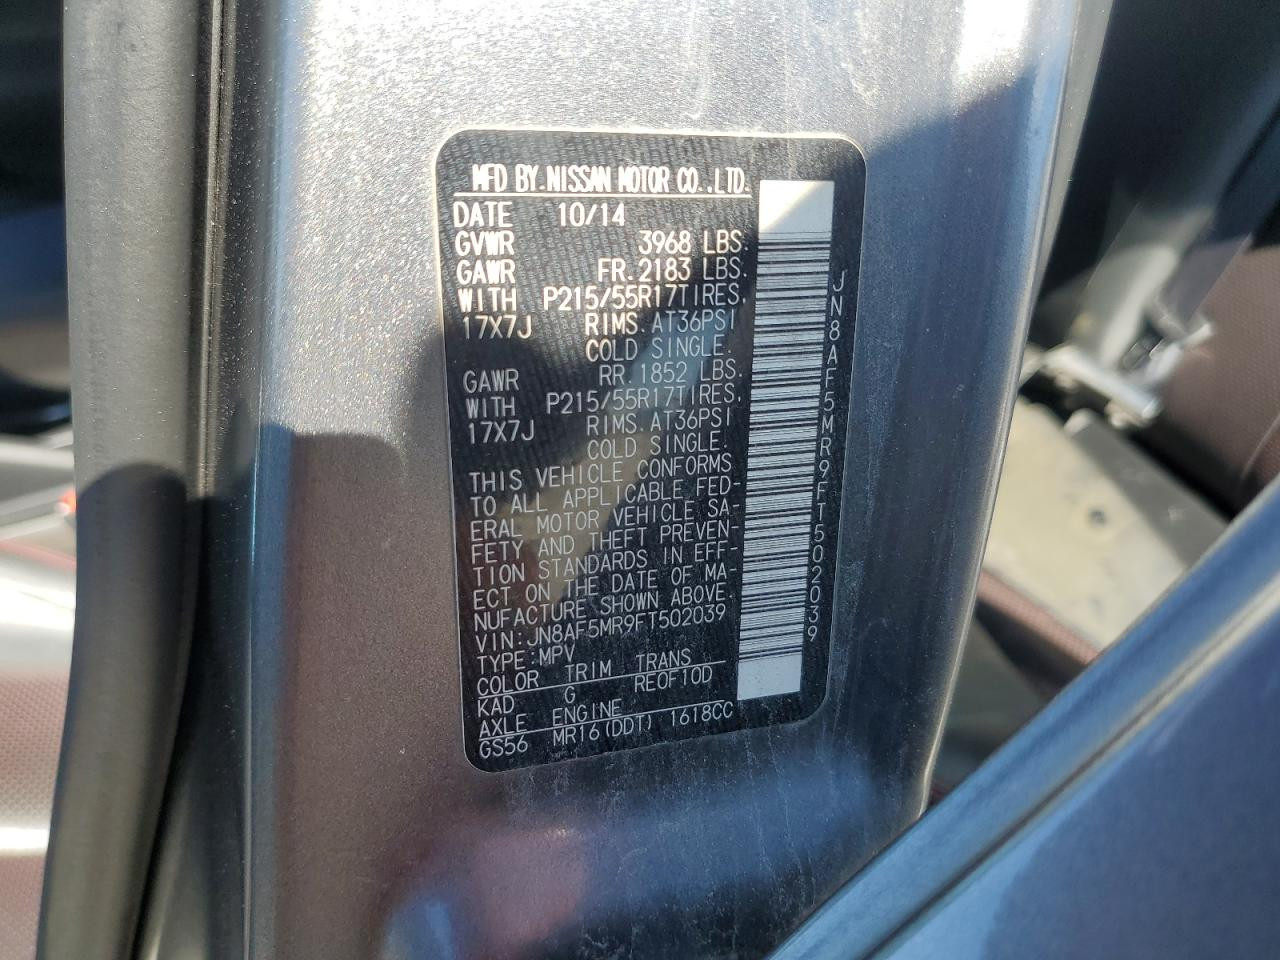 MFD BY.NISSAN MOTOR CO.,LTD.
DATE 10/14
GVWR 3968 LBS.
GAWR FR.2183 LBS.
WITH P215/55R17TIRES,
17X7J RIMS.AT36PSI
COLD SINGLE.
GAWR RR.1852 LBS.
WITH P215/55R17TIRES,
17X7J RIMS.AT36PSI
COLD SINGLE.
THIS VEHICLE CONFORMS
TO ALL APPLICABLE FED-
ERAL MOTOR VEHICLE SA-
FETY AND THEFT PREVEN-
TION STANDARDS IN EFF-
ECT ON THE DATE OF MA-
NUFACTURE SHOWN ABOVE.
VIN:JN8AF5MR9FT502039
TYPE:MPV
COLOR TRIM TRANS
KAD G REOF10D
AXLE ENGINE
GS56 MR16(DDT) 1618CC
JN8AF5MR9FT502039